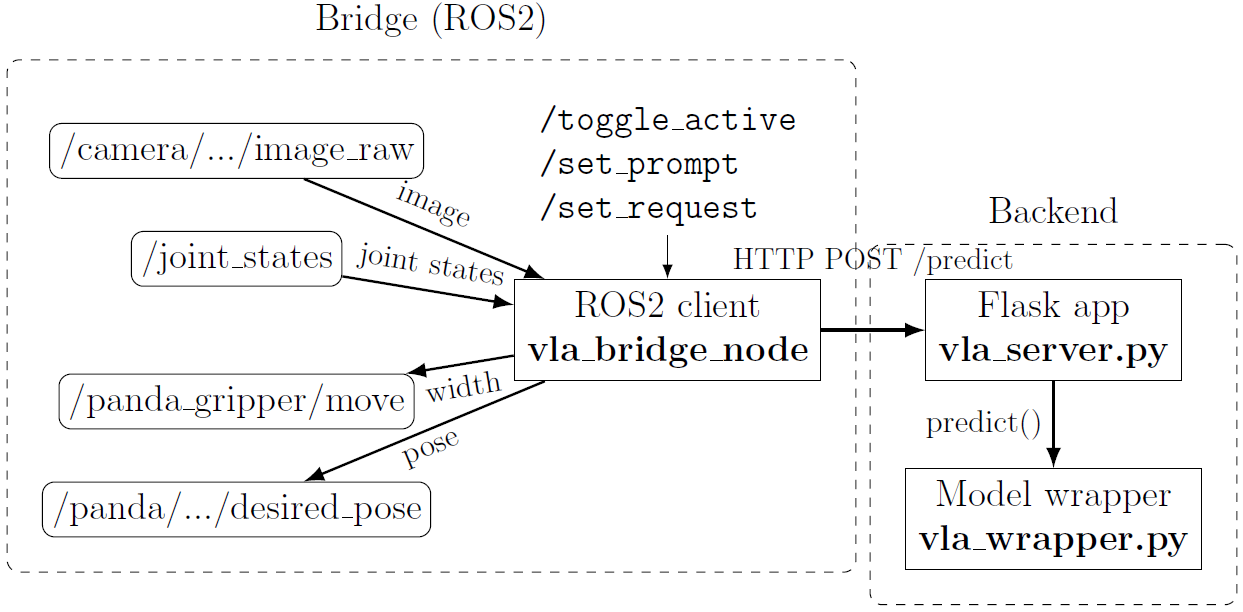 Bridge (ROS2)
/camera/.../image_raw
image
/joint_states
joint states
/panda_gripper/move
width
/panda/.../desired_pose
pose
/toggle_active
/set_prompt
/set_request
ROS2 client
vla_bridge_node
HTTP POST /predict
Backend
Flask app
vla_server.py
predict()
Model wrapper
vla_wrapper.py